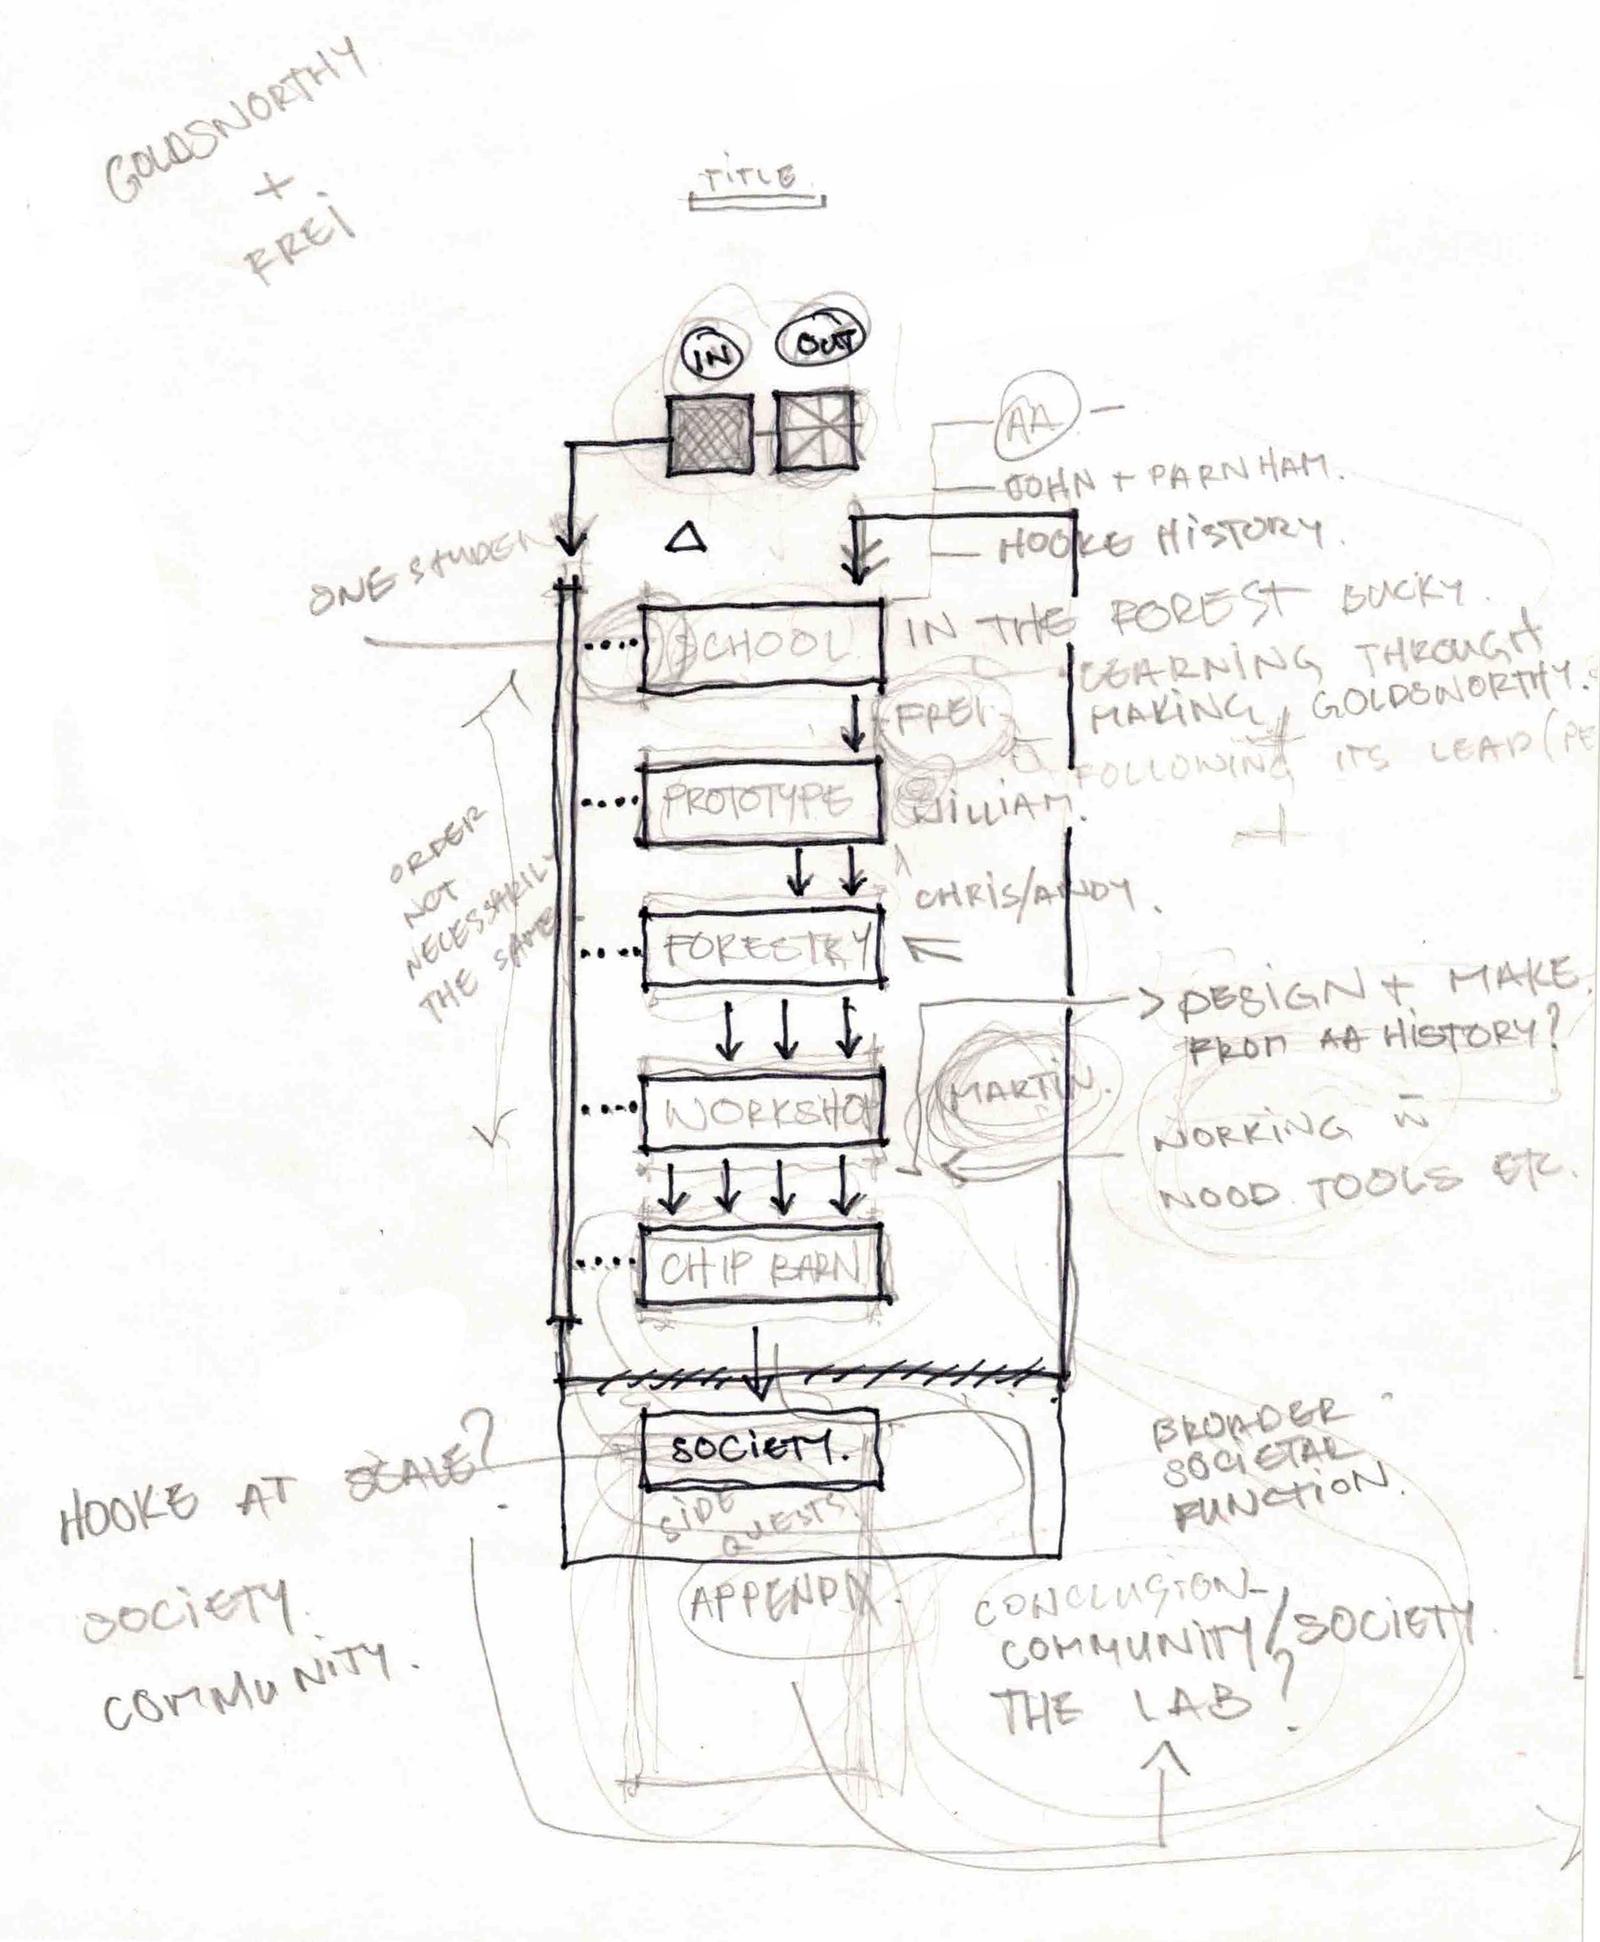 GOLDSWORTHY
+
FREI
TITLE
IN
OUT
AA
JOHN + PARNHAM.
HOOKE HISTORY.
ONE STUDENT
SCHOOL
IN THE FOREST BUCKY.
LEARNING THROUGH
MAKING, GOLDSWORTHY.
FOLLOWING ITS LEAD (PE
FREI
PROTOTYPE
WILLIAM.
CHRIS/ANDY.
ORDER
NOT
NECESSARILY
THE SAME.
FORESTRY
DESIGN + MAKE.
FROM AA HISTORY?
WORKSHOP
MARTIN.
WORKING W
WOOD TOOLS ETC.
CHIP BARN
SOCIETY.
BROADER
SOCIETAR
FUNCTION.
HOOKE AT SCALE?
SIDE
QUESTS.
SOCIETY.
COMMUNITY.
APPENDIX.
CONCLUSION-
COMMUNITY/SOCIETY.
THE LAB?